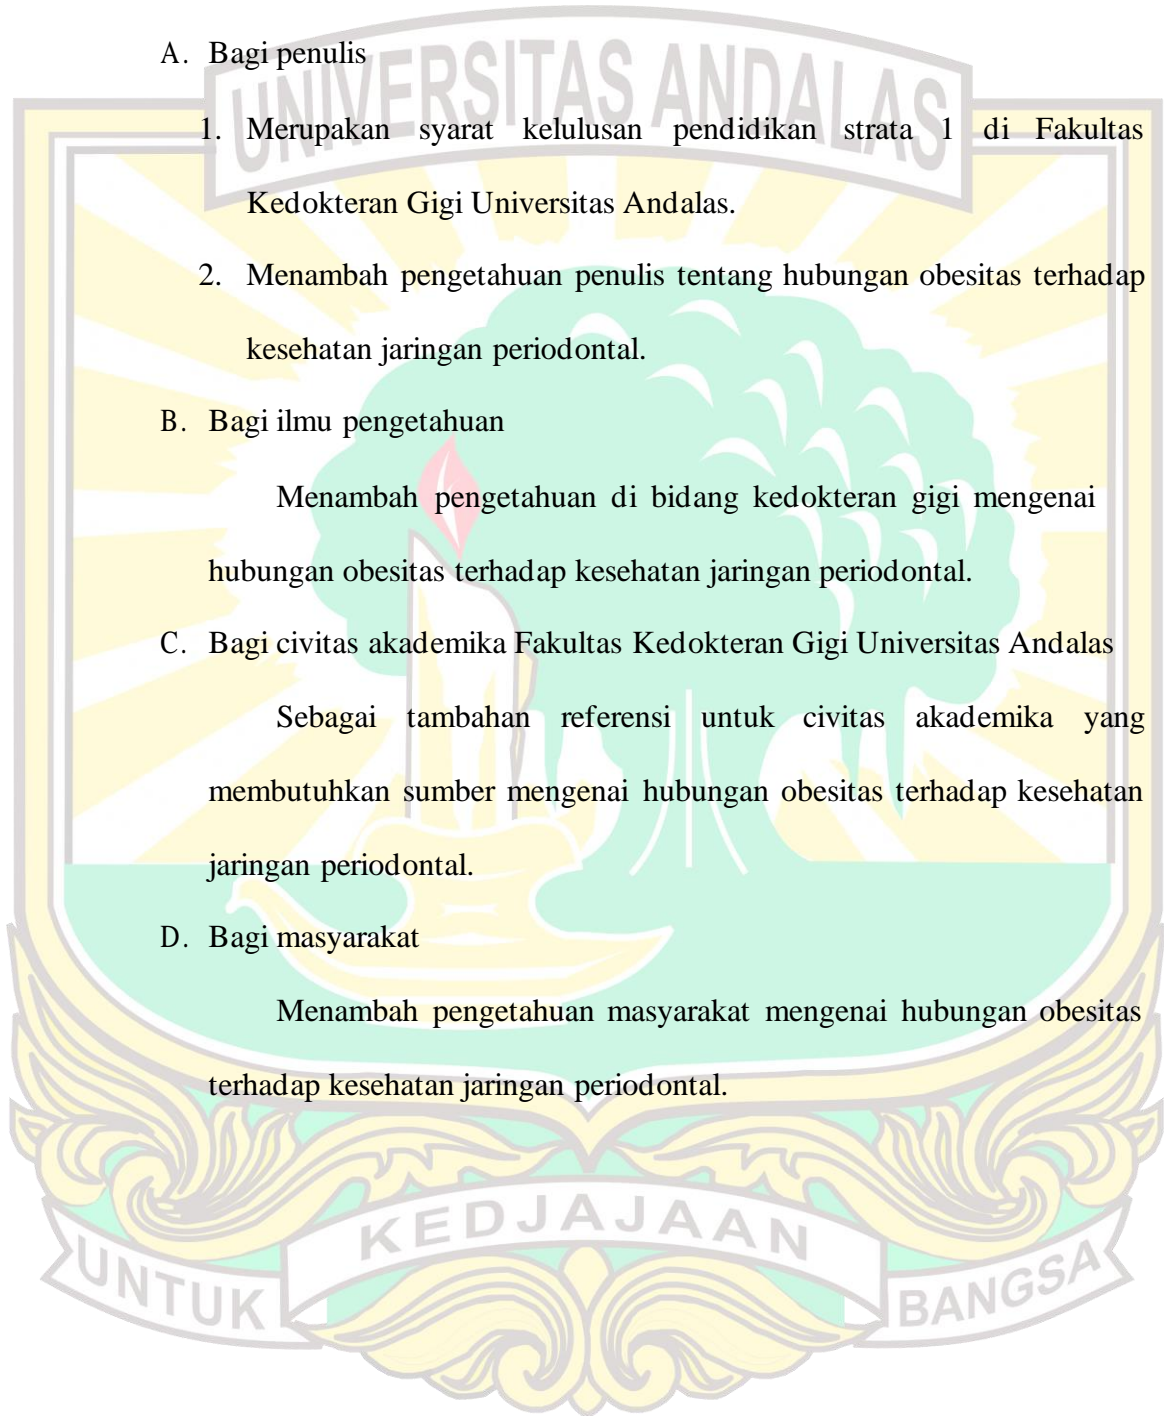 UNIVERSITAS ANDALAS
A. Bagi penulis
1. Merupakan syarat kelulusan pendidikan strata 1 di Fakultas
Kedokteran Gigi Universitas Andalas.
2. Menambah pengetahuan penulis tentang hubungan obesitas terhadap
kesehatan jaringan periodontal.
B. Bagi ilmu pengetahuan
Menambah pengetahuan di bidang kedokteran gigi mengenai
hubungan obesitas terhadap kesehatan jaringan periodontal.
C. Bagi civitas akademika Fakultas Kedokteran Gigi Universitas Andalas
Sebagai tambahan referensi untuk civitas akademika yang
membutuhkan sumber mengenai hubungan obesitas terhadap kesehatan
jaringan periodontal.
D. Bagi masyarakat
Menambah pengetahuan masyarakat mengenai hubungan obesitas
terhadap kesehatan jaringan periodontal.
UNTUK KEDJAJAAN BANGSA